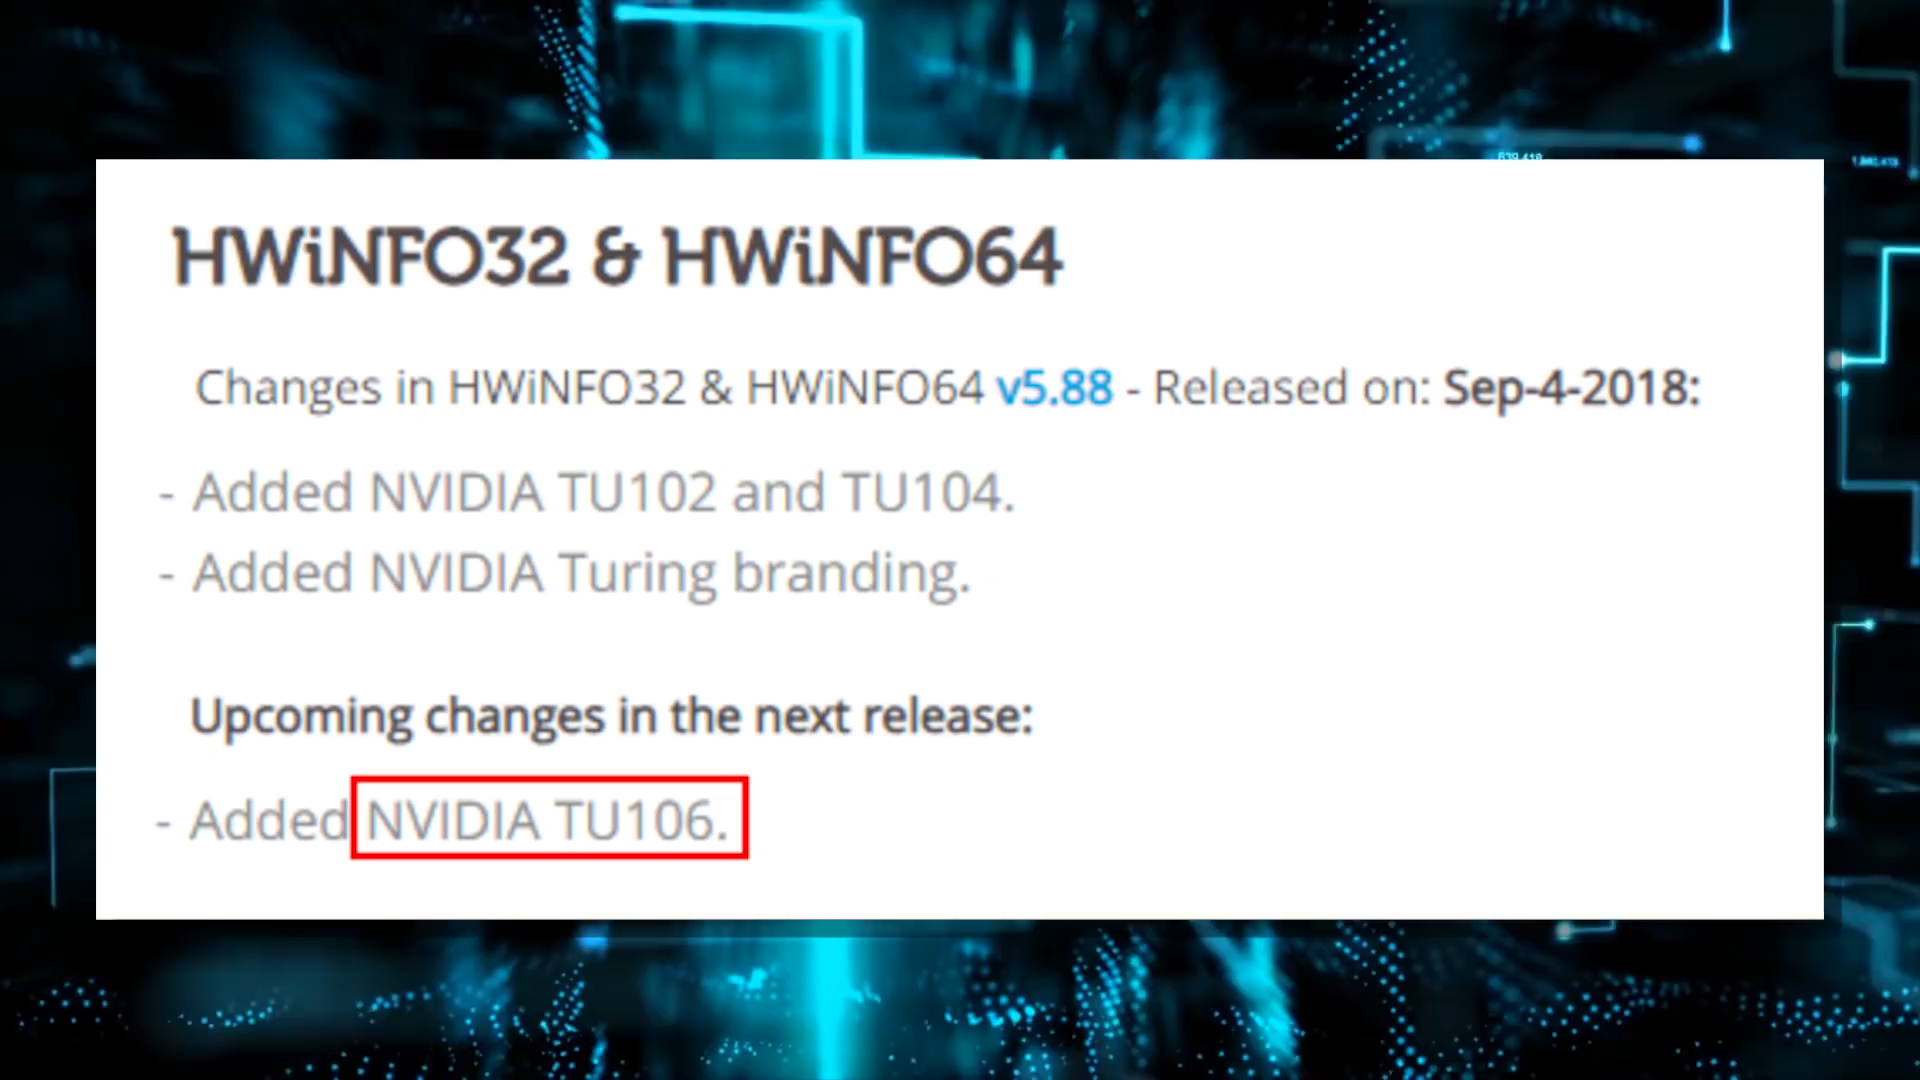 HWiNFO32 & HWiNFO64
Changes in HWiNFO32 & HWiNFO64 v5.88 - Released on: Sep-4-2018:
- Added NVIDIA TU102 and TU104.
- Added NVIDIA Turing branding.
Upcoming changes in the next release:
- Added NVIDIA TU106.